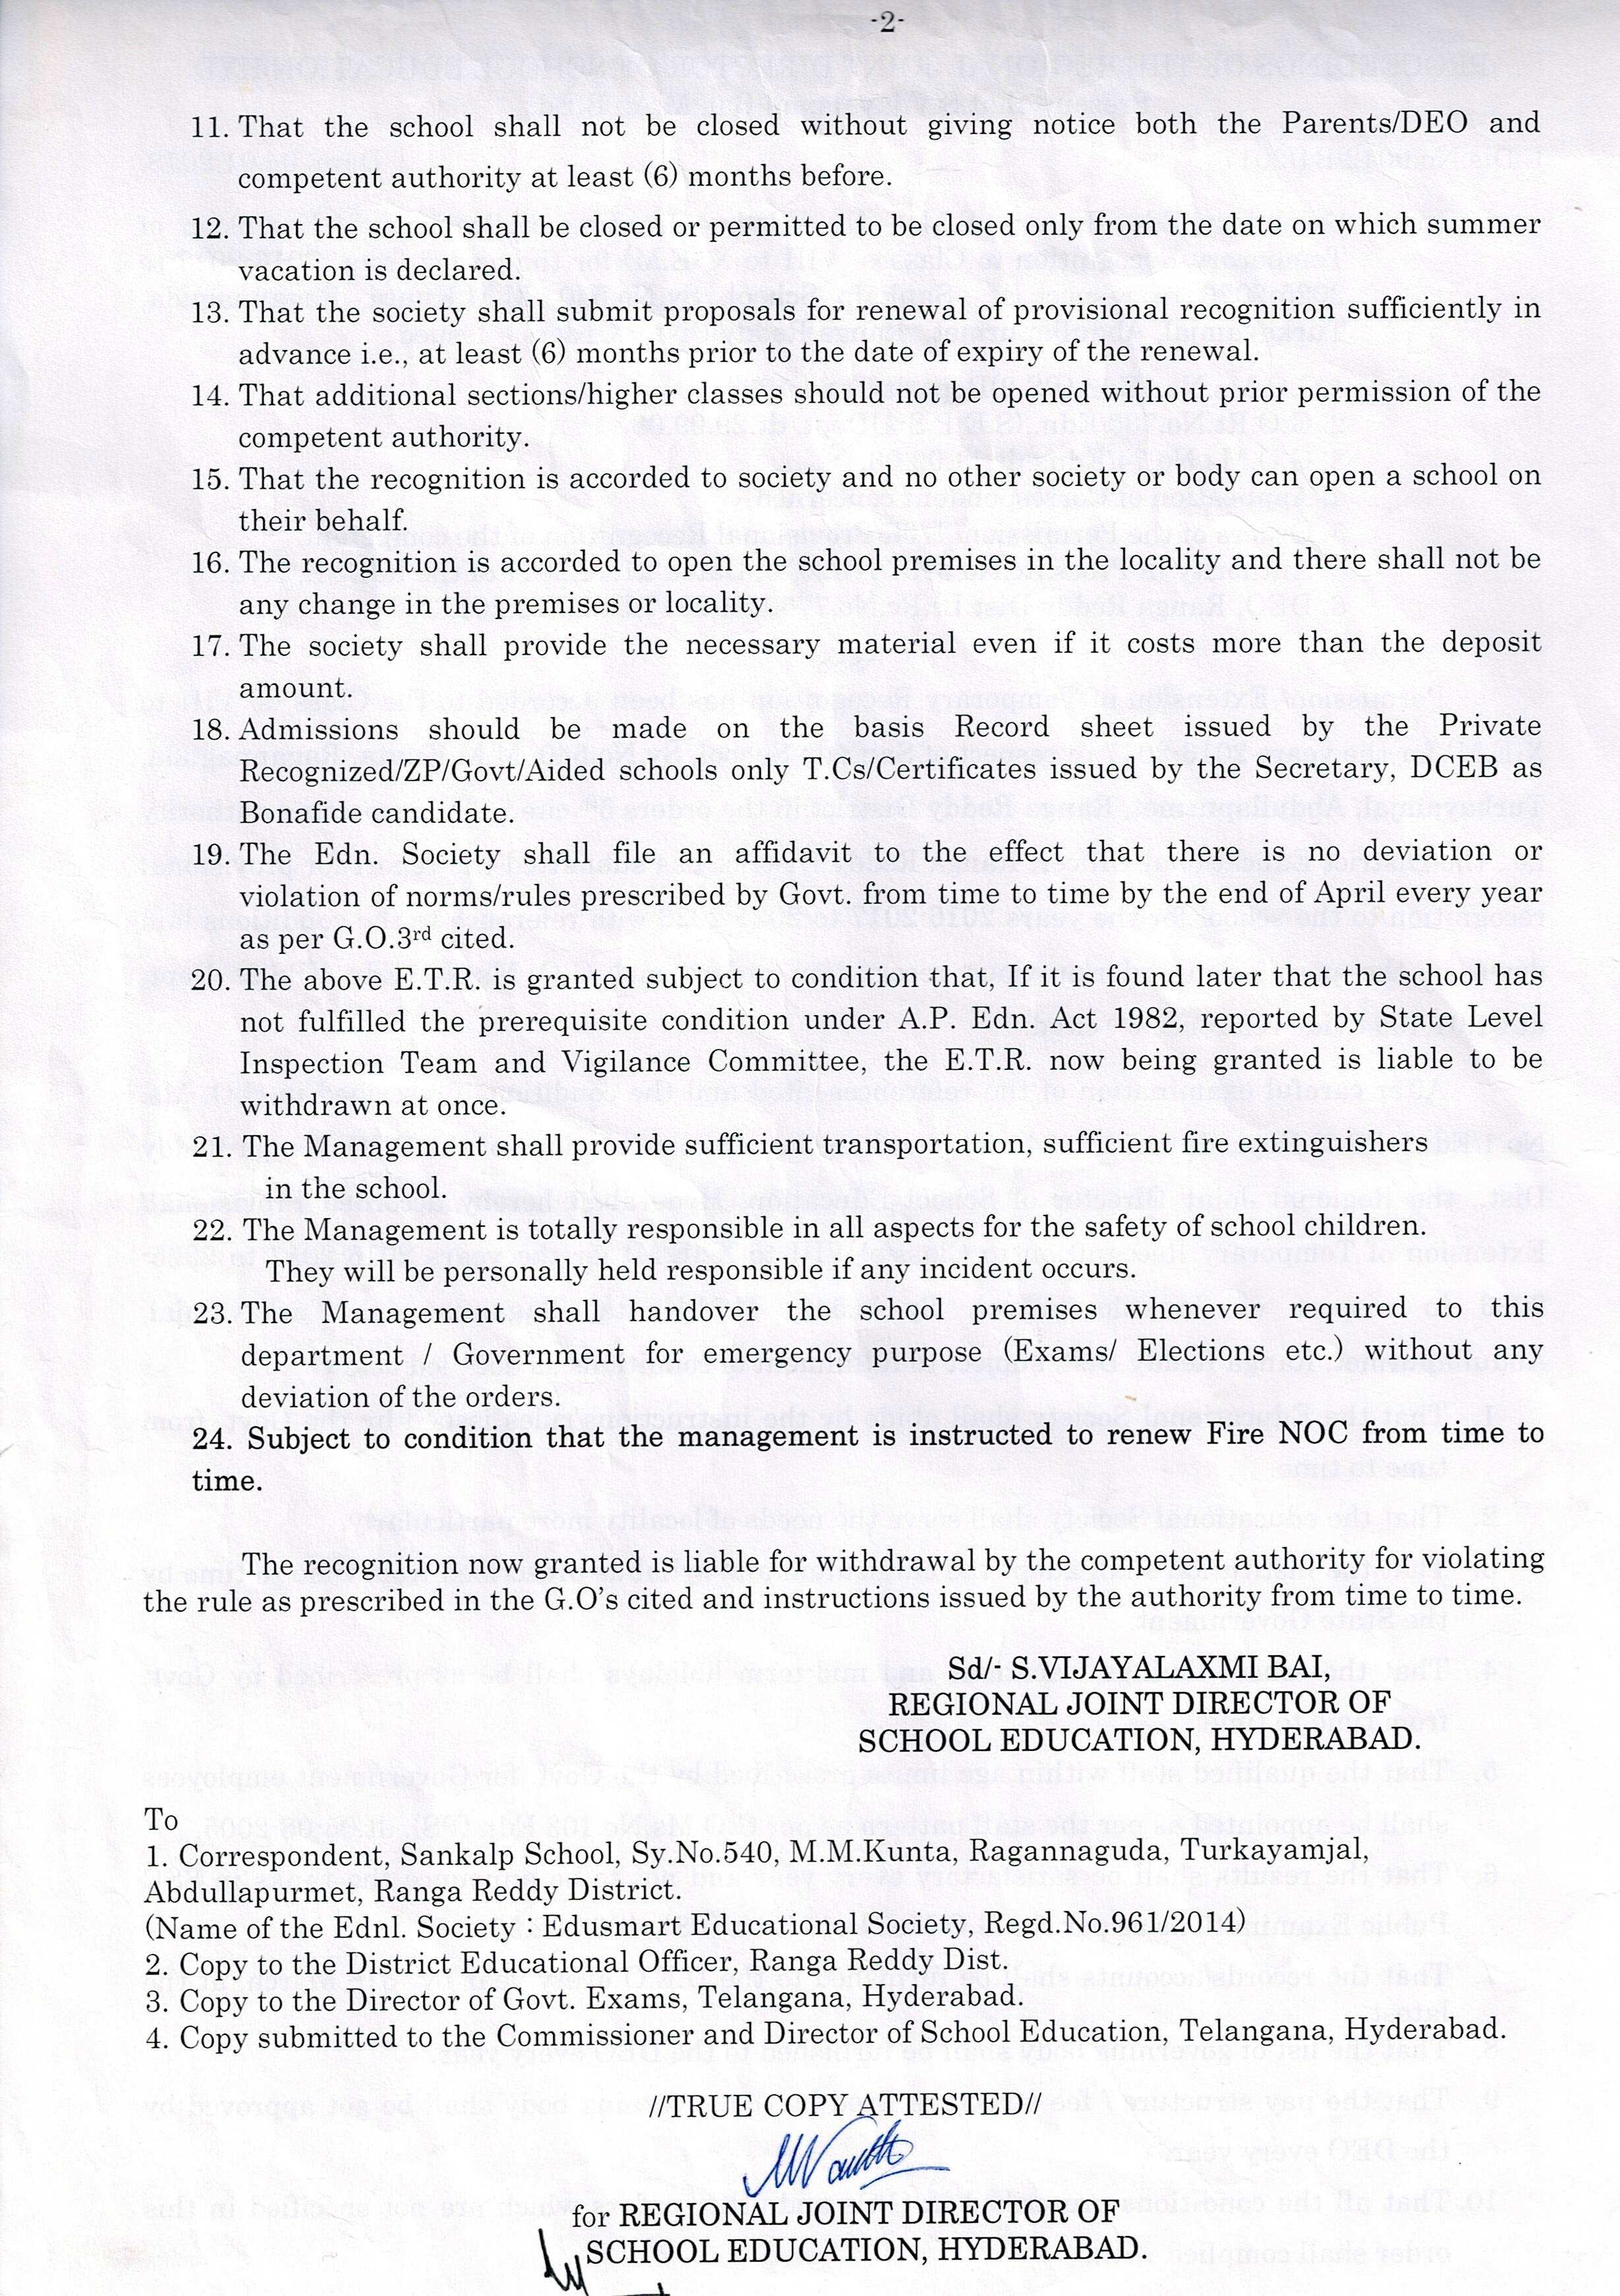 -2-
11. That the school shall not be closed without giving notice both the Parents/DEO and
competent authority at least (6) months before.
12. That the school shall be closed or permitted to be closed only from the date on which summer
vacation is declared.
13. That the society shall submit proposals for renewal of provisional recognition sufficiently in
advance i.e., at least (6) months prior to the date of expiry of the renewal.
14. That additional sections/higher classes should not be opened without prior permission of the
competent authority.
15. That the recognition is accorded to society and no other society or body can open a school on
their behalf.
16. The recognition is accorded to open the school premises in the locality and there shall not be
any change in the premises or locality.
17. The society shall provide the necessary material even if it costs more than the deposit
amount.
18. Admissions should be made on the basis Record sheet issued by the Private
Recognized/ZP/Govt/Aided schools only T.Cs/Certificates issued by the Secretary, DCEB as
Bonafide candidate.
19. The Edn. Society shall file an affidavit to the effect that there is no deviation or
violation of norms/rules prescribed by Govt. from time to time by the end of April every year
as per G.O.3rd cited.
20. The above E.T.R. is granted subject to condition that, If it is found later that the school has
not fulfilled the prerequisite condition under A.P. Edn. Act 1982, reported by State Level
Inspection Team and Vigilance Committee, the E.T.R. now being granted is liable to be
withdrawn at once.
21. The Management shall provide sufficient transportation, sufficient fire extinguishers
in the school.
22. The Management is totally responsible in all aspects for the safety of school children.
They will be personally held responsible if any incident occurs.
23. The Management shall handover the school premises whenever required to this
department / Government for emergency purpose (Exams/ Elections etc.) without any
deviation of the orders.
24. Subject to condition that the management is instructed to renew Fire NOC from time to
time.
The recognition now granted is liable for withdrawal by the competent authority for violating
the rule as prescribed in the G.O's cited and instructions issued by the authority from time to time.
Sd/- S.VIJAYALAXMI BAI,
REGIONAL JOINT DIRECTOR OF
SCHOOL EDUCATION, HYDERABAD.
To
1. Correspondent, Sankalp School, Sy.No.540, M.M.Kunta, Ragannaguda, Turkayamjal,
Abdullapurmet, Ranga Reddy District.
(Name of the Ednl. Society : Edusmart Educational Society, Regd.No.961/2014)
2. Copy to the District Educational Officer, Ranga Reddy Dist.
3. Copy to the Director of Govt. Exams, Telangana, Hyderabad.
4. Copy submitted to the Commissioner and Director of School Education, Telangana, Hyderabad.
//TRUE COPY ATTESTED//
for REGIONAL JOINT DIRECTOR OF
SCHOOL EDUCATION, HYDERABAD.